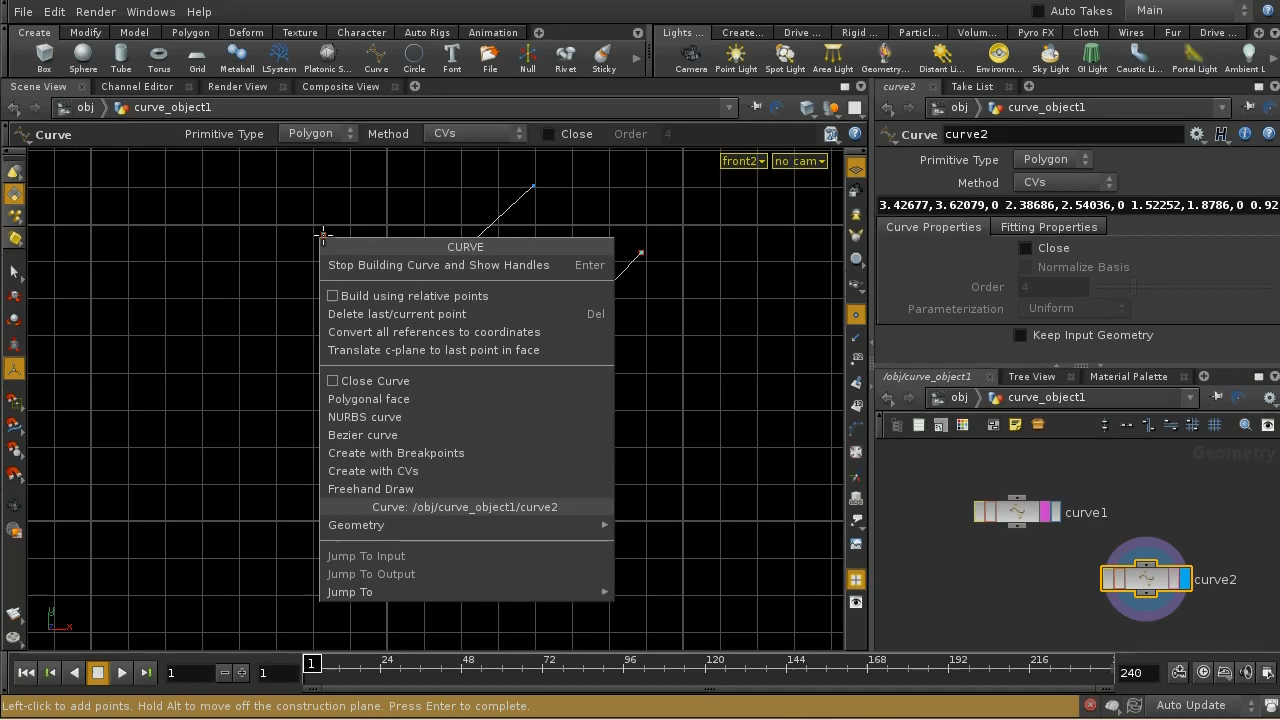 File Edit Render Windows Help Auto Takes Main
Create Modify Model Polygon Deform Texture Character Auto Rigs Animation Lights ... Create... Drive ... Rigid ... Particl... Volum... Pyro FX Cloth Wires Fur Drive ...
Box Sphere Tube Torus Grid Metaball LSystem Platonic S... Curve Circle Font File Null Rivet Sticky Camera Point Light Spot Light Area Light Geometry... Distant Li... Environm... Sky Light GI Light Caustic Li... Portal Light Ambient L
Scene View Channel Editor Render View Composite View curve2 Take List
obj curve_object1 obj curve_object1
Curve Primitive Type Polygon Method CVs Close Order 4 Curve curve2
front2 no cam Primitive Type Polygon
Method CVs
3.42677,3.62079,0 2.38686,2.54036,0 1.52252,1.8786,0 0.92
Curve Properties Fitting Properties
Close
Normalize Basis
Order 4
Parameterization Uniform
Keep Input Geometry
CURVE
Stop Building Curve and Show Handles Enter
Build using relative points
Delete last/current point Del
Convert all references to coordinates
Translate c-plane to last point in face
Close Curve
Polygonal face
NURBS curve
Bezier curve
Create with Breakpoints
Create with CVs
Freehand Draw
Curve: /obj/curve_object1/curve2
Geometry
Jump To Input
Jump To Output
Jump To
/obj/curve_object1 Tree View Material Palette
obj curve_object1
Geometry
curve1
curve2
y
z x
1 1 1 24 48 72 96 120 144 168 192 216 240
Left-click to add points. Hold Alt to move off the construction plane. Press Enter to complete. Auto Update